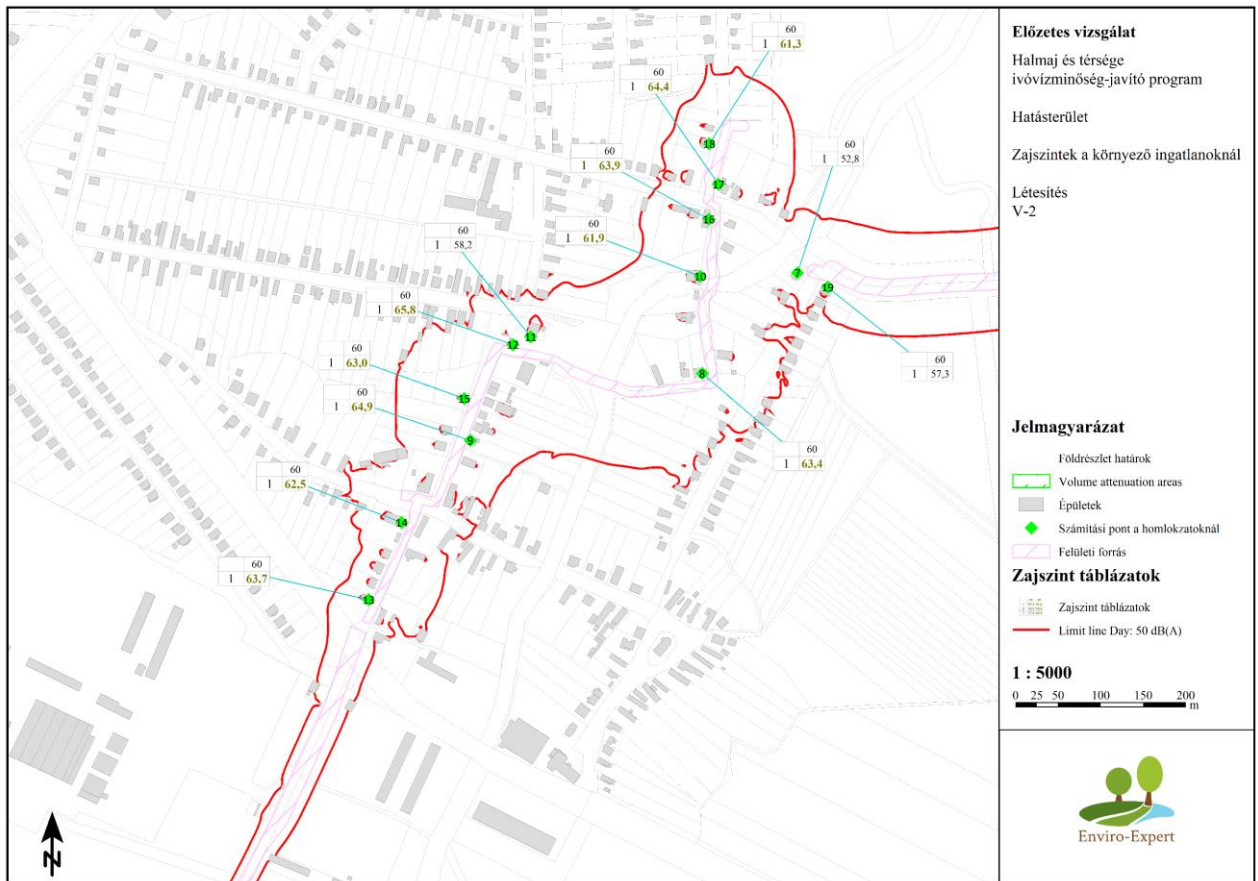 60
1 61,3
60
1 64,4
60
1 63,9
60
1 52,8
60
1 61,9
60
1 58,2
60
1 65,8
60
1 63,0
60
1 64,9
60
1 57,3
60
1 63,4
60
1 62,5
60
1 63,7
18
17
16
10
7
19
11
12
8
15
9
14
13
N
Előzetes vizsgálat
Halmaj és térsége
ivóvízminőség-javító program
Hatásterület
Zajszintek a környező ingatlanoknál
Létesítés
V-2
Jelmagyarázat
Földrészlet határok
Volume attenuation areas
Épületek
Számítási pont a homlokzatoknál
Felületi forrás
Zajszint táblázatok
Zajszint táblázatok
Limit line Day: 50 dB(A)
1 : 5000
0 25 50 100 150 200
m
Enviro-Expert